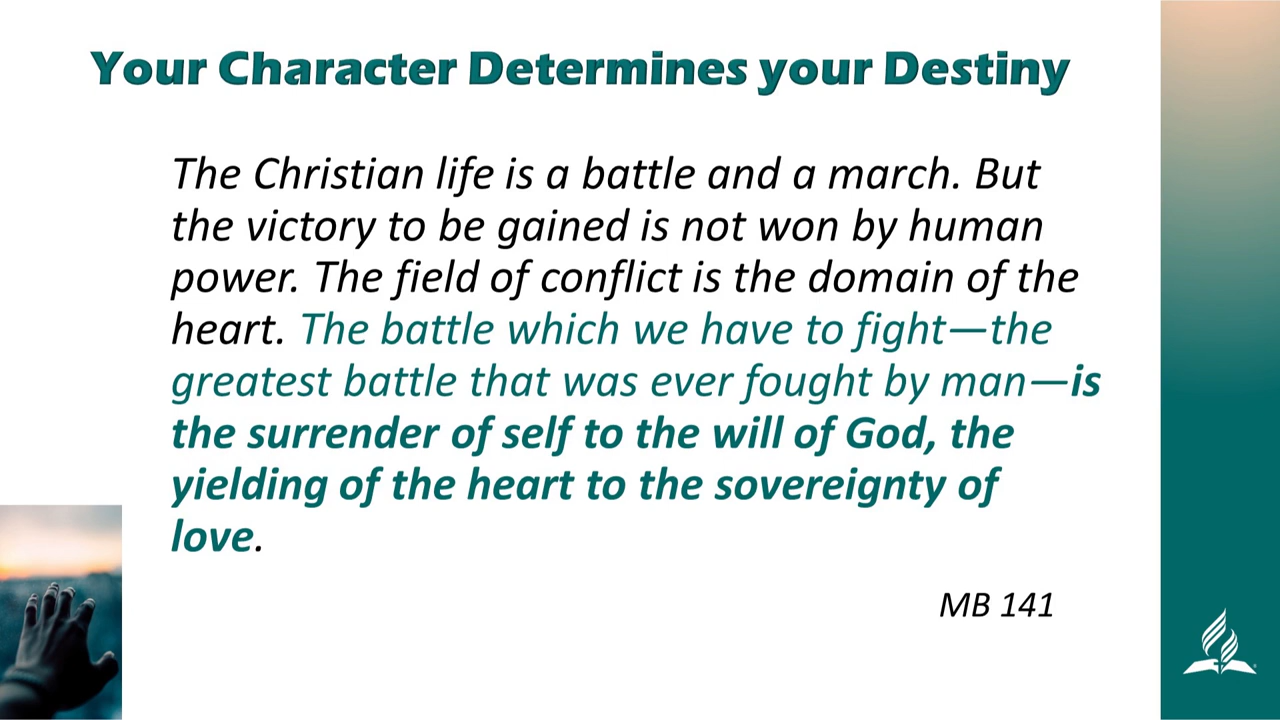 Your Character Determines your Destiny
The Christian life is a battle and a march. But
the victory to be gained is not won by human
power. The field of conflict is the domain of the
heart. The battle which we have to fight—the
greatest battle that was ever fought by man—is
the surrender of self to the will of God, the
yielding of the heart to the sovereignty of
love.
MB 141